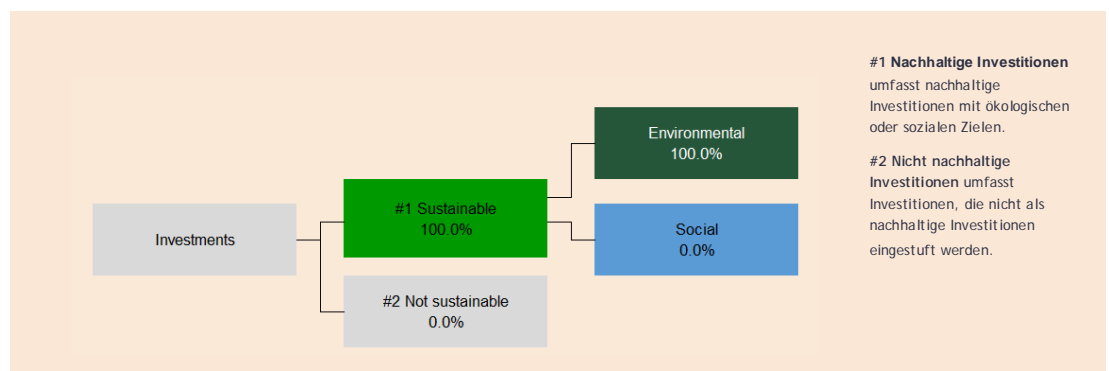 Investments
#1 Sustainable
100.0%
#2 Not sustainable
0.0%
Environmental
100.0%
Social
0.0%
#1 Nachhaltige Investitionen
umfasst nachhaltige
Investitionen mit ökologischen
oder sozialen Zielen.
#2 Nicht nachhaltige
Investitionen umfasst
Investitionen, die nicht als
nachhaltige Investitionen
eingestuft werden.